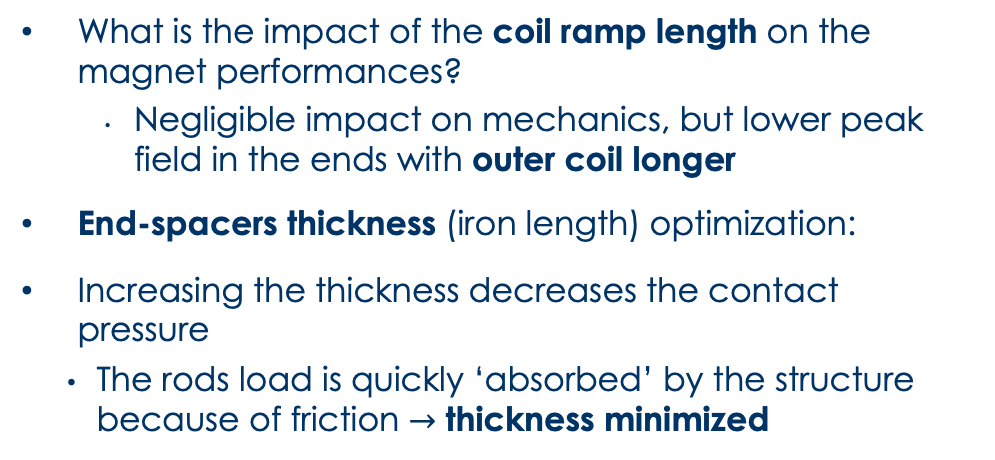 • What is the impact of the coil ramp length on the
magnet performances?
• Negligible impact on mechanics, but lower peak
field in the ends with outer coil longer
• End-spacers thickness (iron length) optimization:
• Increasing the thickness decreases the contact
pressure
• The rods load is quickly ‘absorbed’ by the structure
because of friction → thickness minimized